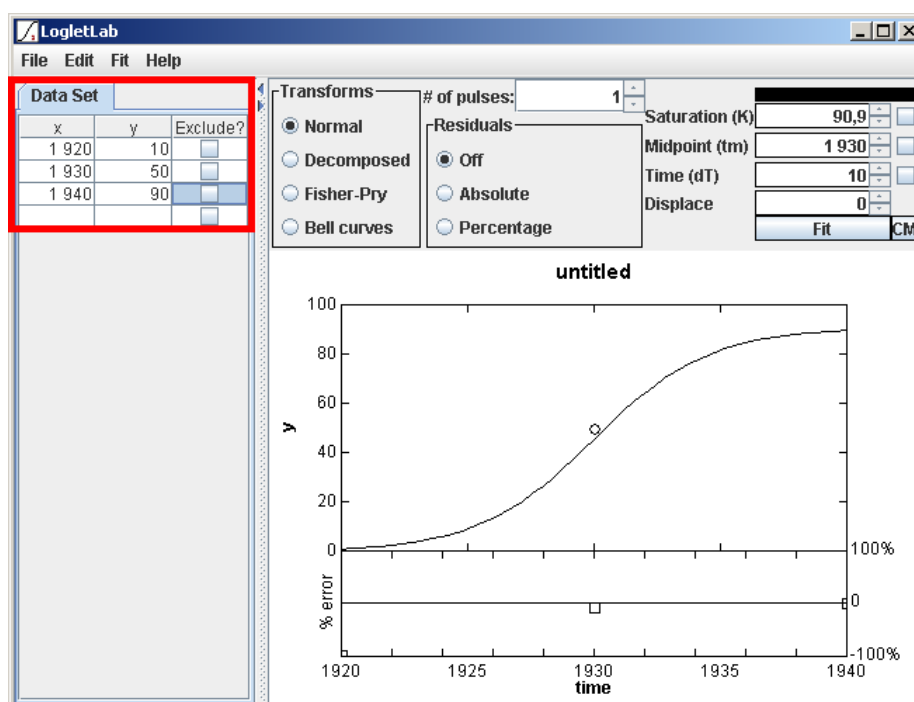 LogletLab
File Edit Fit Help
Data Set
x y Exclude?
1 920 10
1 930 50
1 940 90
Transforms
Normal
Decomposed
Fisher-Pry
Bell curves
# of pulses: 1
Residuals
Off
Absolute
Percentage
Saturation (K) 90,9
Midpoint (tm) 1 930
Time (dT) 10
Displace 0
Fit CM
untitled
100
80
60
40
20
0
y
100%
0
-100%
% error
1920 1925 1930 1935 1940
time